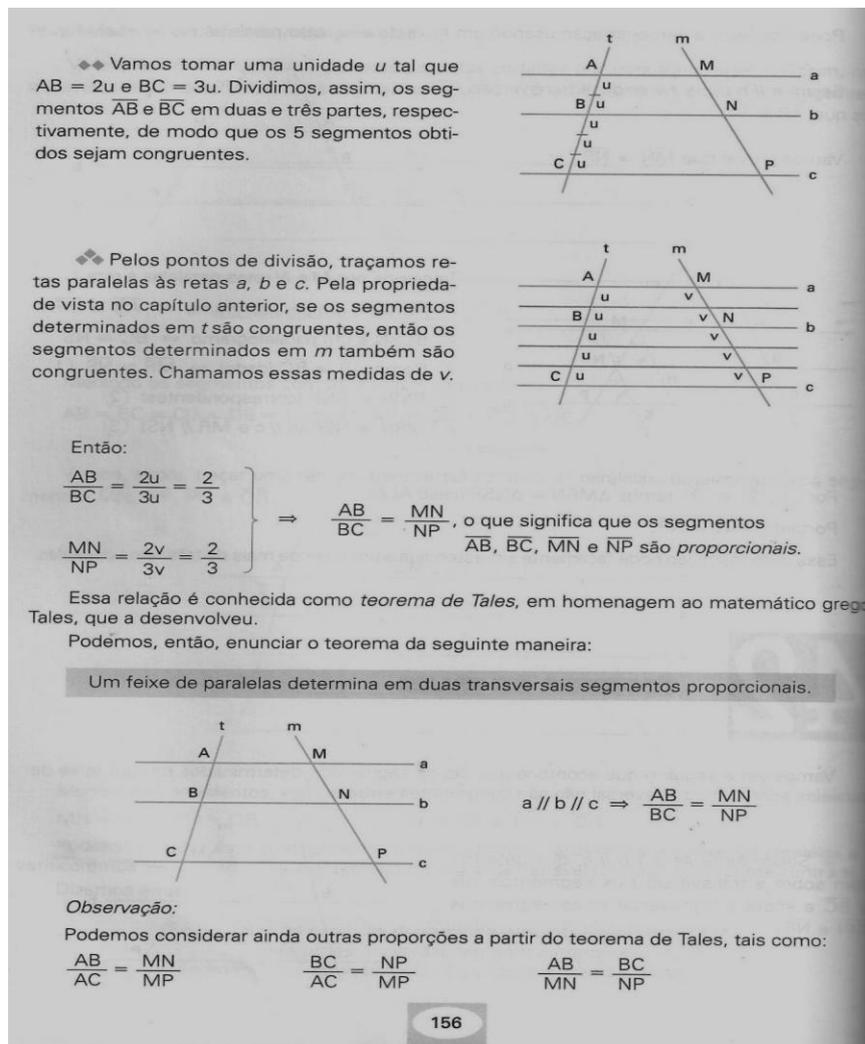 t m
❖❖ Vamos tomar uma unidade u tal que
AB = 2u e BC = 3u. Dividimos, assim, os seg-
mentos A̅B̅ e B̅C̅ em duas e três partes, respec-
tivamente, de modo que os 5 segmentos obti-
dos sejam congruentes.
A M a
u
B u N b
u
u
C u P c
t m
❖ Pelos pontos de divisão, traçamos re-
tas paralelas às retas a, b e c. Pela proprieda-
de vista no capítulo anterior, se os segmentos
determinados em t são congruentes, então os
segmentos determinados em m também são
congruentes. Chamamos essas medidas de v.
A M a
u v
B u v N b
u v
u v
C u v P c
Então:
AB/BC = 2u/3u = 2/3
MN/NP = 2v/3v = 2/3
⇒ AB/BC = MN/NP, o que significa que os segmentos
A̅B̅, B̅C̅, M̅N̅ e N̅P̅ são proporcionais.
Essa relação é conhecida como teorema de Tales, em homenagem ao matemático greg
Tales, que a desenvolveu.
Podemos, então, enunciar o teorema da seguinte maneira:
Um feixe de paralelas determina em duas transversais segmentos proporcionais.
t m
A M a
B N b
C P c
a // b // c ⇒ AB/BC = MN/NP
Observação:
Podemos considerar ainda outras proporções a partir do teorema de Tales, tais como:
AB/AC = MN/MP BC/AC = NP/MP AB/MN = BC/NP
156